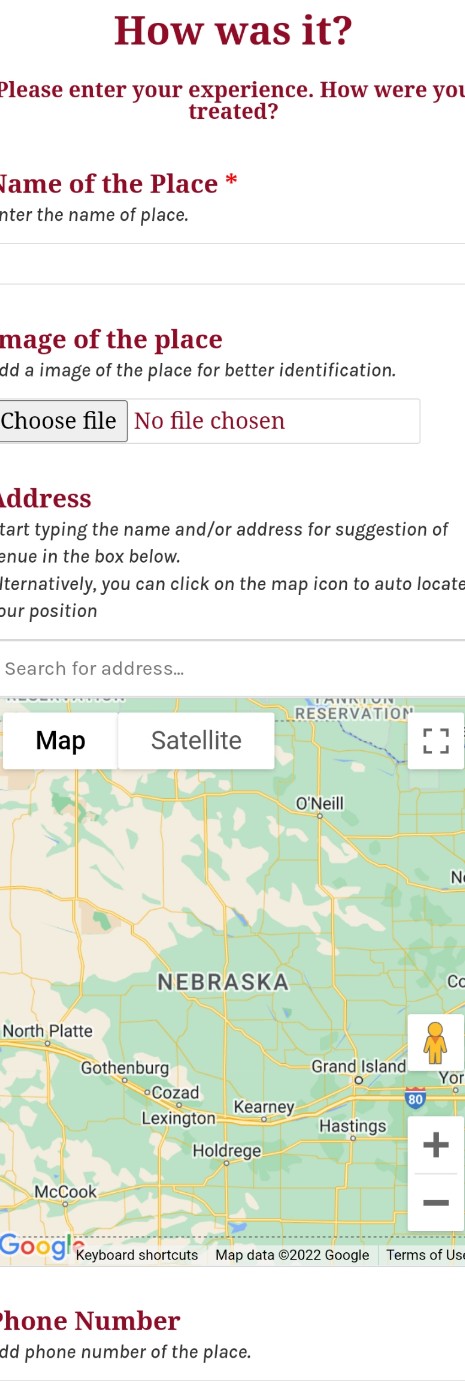 How was it?
Please enter your experience. How were you
treated?
Name of the Place *
nter the name of place.
mage of the place
dd a image of the place for better identification.
Choose file No file chosen
Address
tart typing the name and/or address for suggestion of
enue in the box below.
lternatively, you can click on the map icon to auto locate
our position
Search for address...
YANKTON
RESERVATION
RESERVATION
Map Satellite
O'Neill
No
NEBRASKA
Co
North Platte
Gothenburg
Grand Island
Yor
Cozad
80
Lexington
Kearney
Hastings
Holdrege
McCook
Google Keyboard shortcuts Map data ©2022 Google Terms of Use
Phone Number
dd phone number of the place.